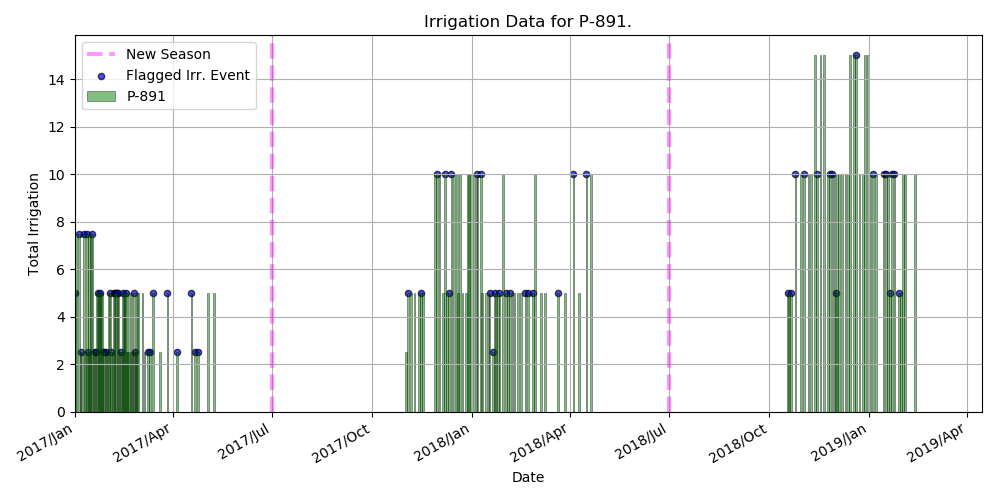 Irrigation Data for P-891.
New Season
Flagged Irr. Event
P-891
Total Irrigation
14
12
10
8
6
4
2
0
2017/Jan
2017/Apr
2017/Jul
2017/Oct
2018/Jan
2018/Apr
2018/Jul
2018/Oct
2019/Jan
2019/Apr
Date